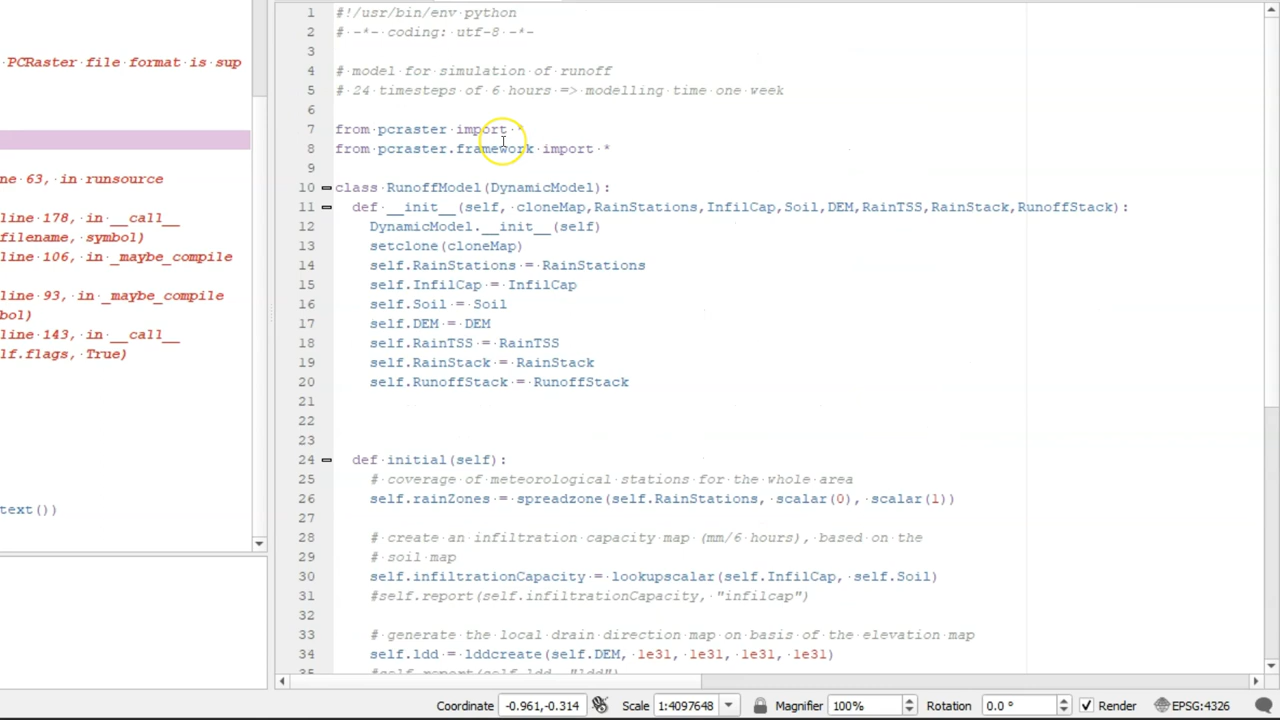 PCRaster file format is sup
ne 63, in runsource
line 178, in __call__
filename, symbol)
line 106, in _maybe_compile
line 93, in _maybe_compile
bol)
line 143, in __call__
lf.flags, True)
text())
1 #!/usr/bin/env python
2 # -*- coding: utf-8 -*-
3
4 # model for simulation of runoff
5 # 24 timesteps of 6 hours => modelling time one week
6
7 from pcraster import *
8 from pcraster.framework import *
9
10 class RunoffModel(DynamicModel):
11 def __init__(self, cloneMap,RainStations,InfilCap,Soil,DEM,RainTSS,RainStack,RunoffStack):
12 DynamicModel.__init__(self)
13 setclone(cloneMap)
14 self.RainStations = RainStations
15 self.InfilCap = InfilCap
16 self.Soil = Soil
17 self.DEM = DEM
18 self.RainTSS = RainTSS
19 self.RainStack = RainStack
20 self.RunoffStack = RunoffStack
21
22
23
24 def initial(self):
25 # coverage of meteorological stations for the whole area
26 self.rainZones = spreadzone(self.RainStations, scalar(0), scalar(1))
27
28 # create an infiltration capacity map (mm/6 hours), based on the
29 # soil map
30 self.infiltrationCapacity = lookupscalar(self.InfilCap, self.Soil)
31 #self.report(self.infiltrationCapacity, "infilcap")
32
33 # generate the local drain direction map on basis of the elevation map
34 self.ldd = lddcreate(self.DEM, 1e31, 1e31, 1e31, 1e31)
35 #self.report(self.ldd, "ldd")
Coordinate -0.961,-0.314 Scale 1:4097648 Magnifier 100% Rotation 0.0 ° Render EPSG:4326